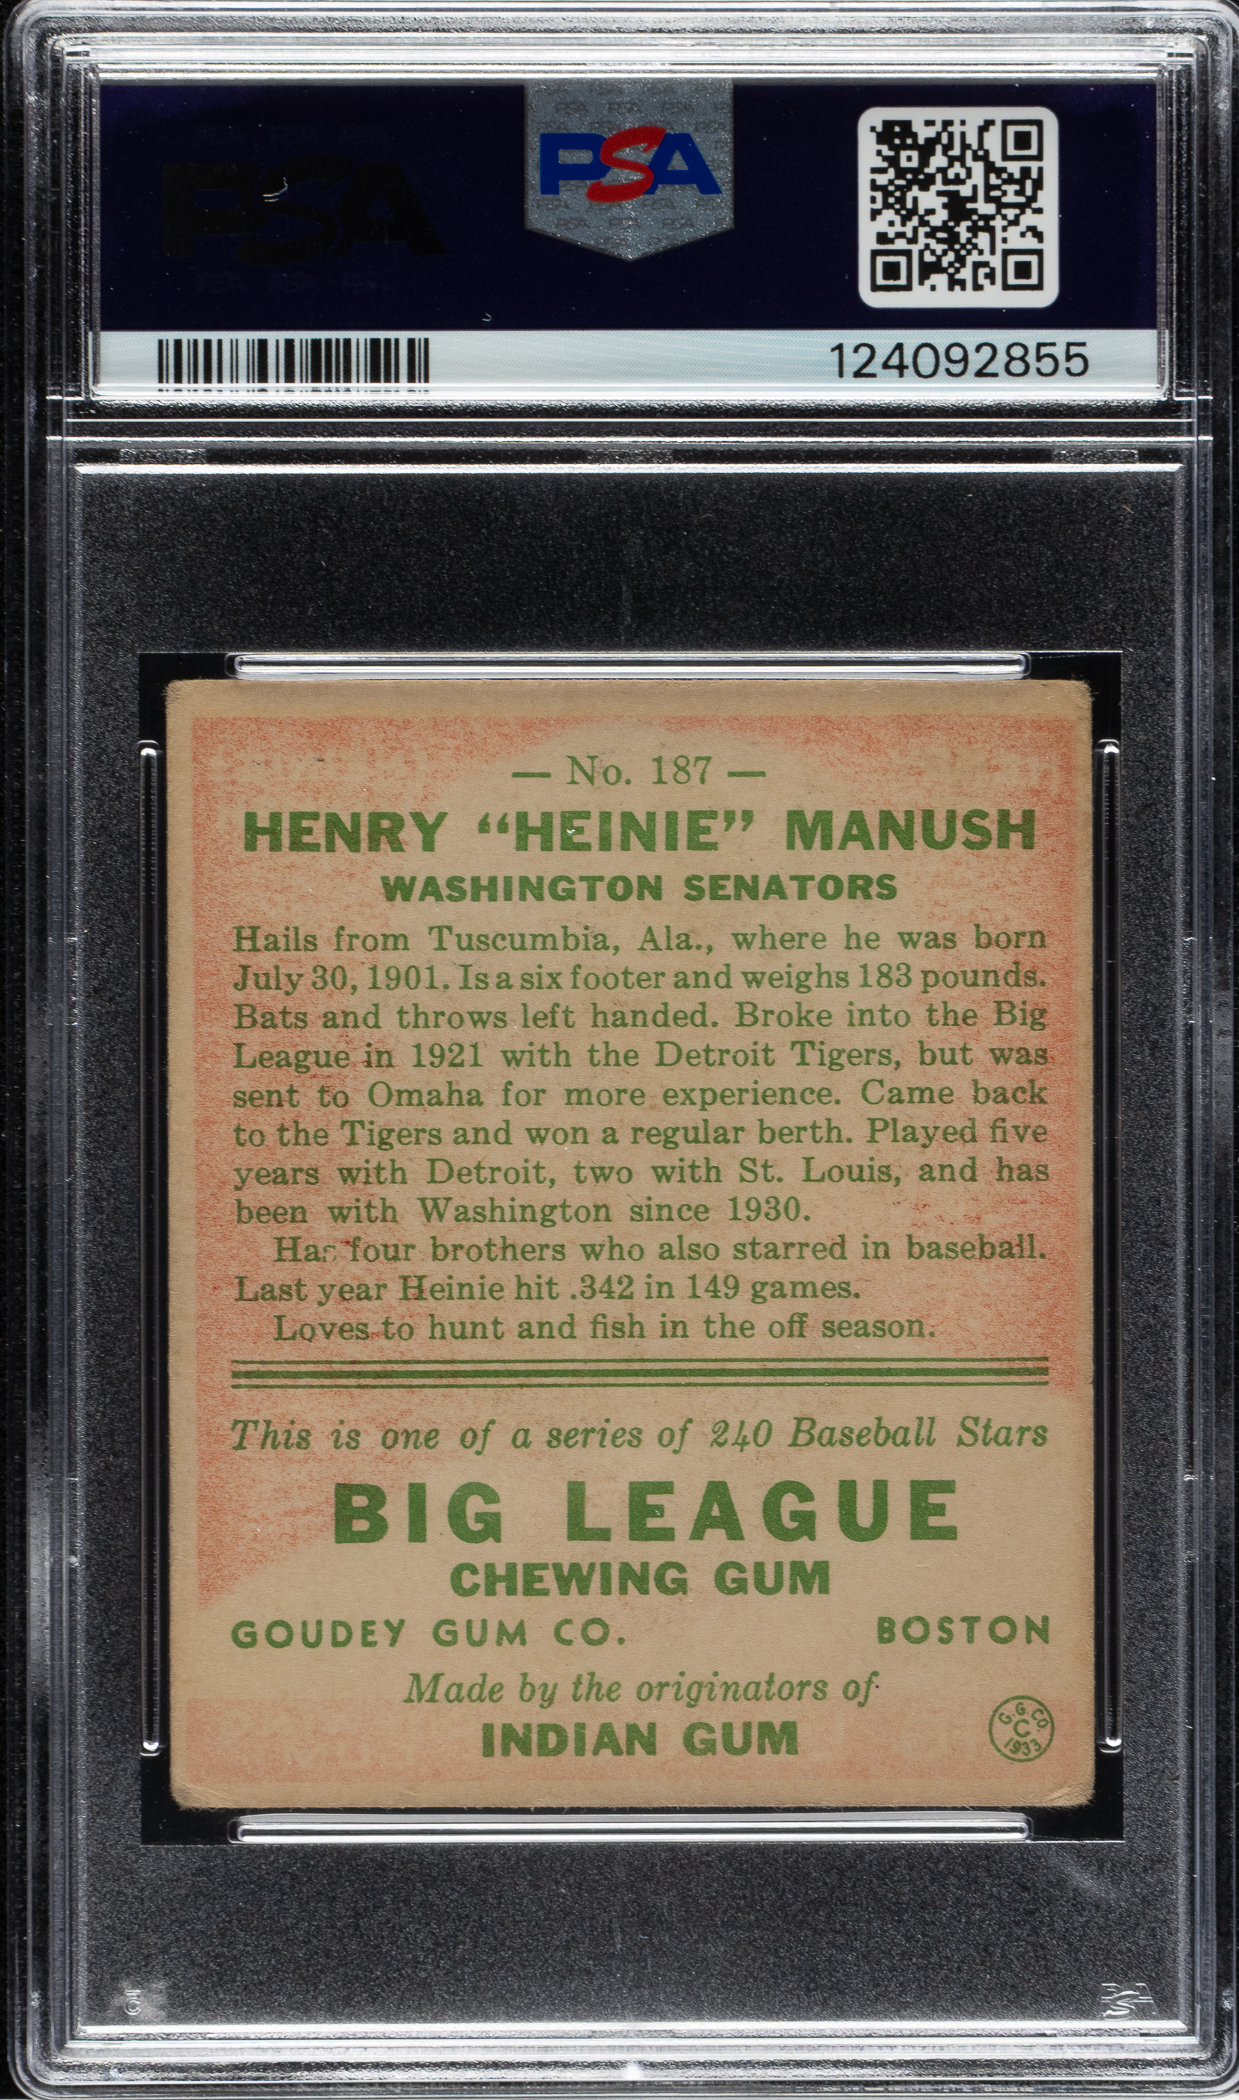 PSA
124092855
— No. 187 —
HENRY “HEINIE” MANUSH
WASHINGTON SENATORS
Hails from Tuscumbia, Ala., where he was born
July 30, 1901. Is a six footer and weighs 183 pounds.
Bats and throws left handed. Broke into the Big
League in 1921 with the Detroit Tigers, but was
sent to Omaha for more experience. Came back
to the Tigers and won a regular berth. Played five
years with Detroit, two with St. Louis, and has
been with Washington since 1930.
Has four brothers who also starred in baseball.
Last year Heinie hit .342 in 149 games.
Loves to hunt and fish in the off season.
This is one of a series of 240 Baseball Stars
BIG LEAGUE
CHEWING GUM
GOUDEY GUM CO. BOSTON
Made by the originators of
INDIAN GUM
G.G.CO.
C
1933